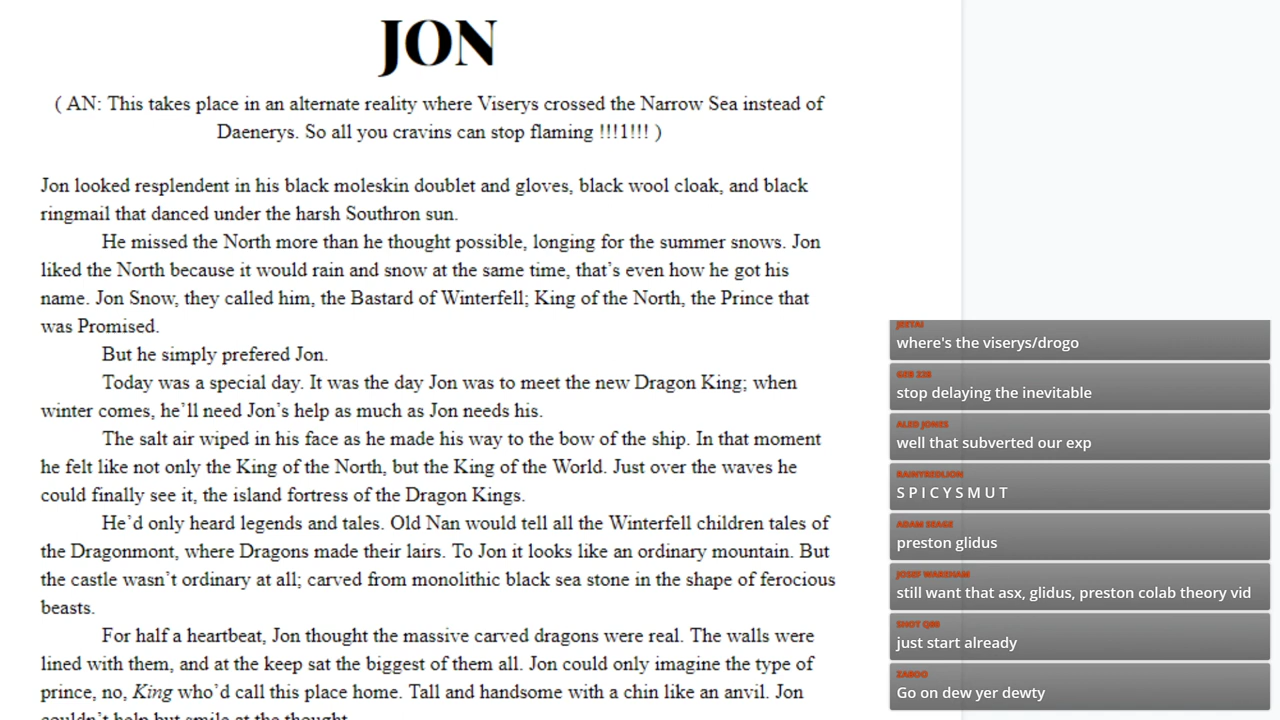 JON
( AN: This takes place in an alternate reality where Viserys crossed the Narrow Sea instead of
Daenerys. So all you cravins can stop flaming !!!1!!! )
Jon looked resplendent in his black moleskin doublet and gloves, black wool cloak, and black
ringmail that danced under the harsh Southron sun.
He missed the North more than he thought possible, longing for the summer snows. Jon
liked the North because it would rain and snow at the same time, that’s even how he got his
name. Jon Snow, they called him, the Bastard of Winterfell; King of the North, the Prince that
was Promised.
But he simply prefered Jon.
Today was a special day. It was the day Jon was to meet the new Dragon King; when
winter comes, he’ll need Jon’s help as much as Jon needs his.
The salt air wiped in his face as he made his way to the bow of the ship. In that moment
he felt like not only the King of the North, but the King of the World. Just over the waves he
could finally see it, the island fortress of the Dragon Kings.
He’d only heard legends and tales. Old Nan would tell all the Winterfell children tales of
the Dragonmont, where Dragons made their lairs. To Jon it looks like an ordinary mountain. But
the castle wasn’t ordinary at all; carved from monolithic black sea stone in the shape of ferocious
beasts.
For half a heartbeat, Jon thought the massive carved dragons were real. The walls were
lined with them, and at the keep sat the biggest of them all. Jon could only imagine the type of
prince, no, King who’d call this place home. Tall and handsome with a chin like an anvil. Jon
couldn’t help but smile at the thought.
JEETAI
where's the viserys/drogo
stop delaying the inevitable
ALED JONES
well that subverted our exp
RAINYREDLION
S P I C Y S M U T
ADAM SEAGE
preston glidus
JOSEF WAREHAM
still want that asx, glidus, preston colab theory vid
SNOT QBR
just start already
ZABOO
Go on dew yer dewty